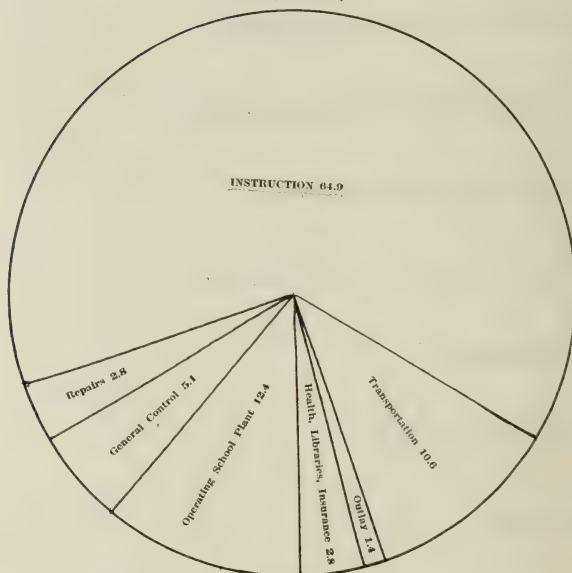 INSTRUCTION 64.9
Repairs 2.8
General Control 5.1
Operating School Plant 12.4
Health, Libraries, Insurance 2.8
Outlay 1.4
Transportation 10.6